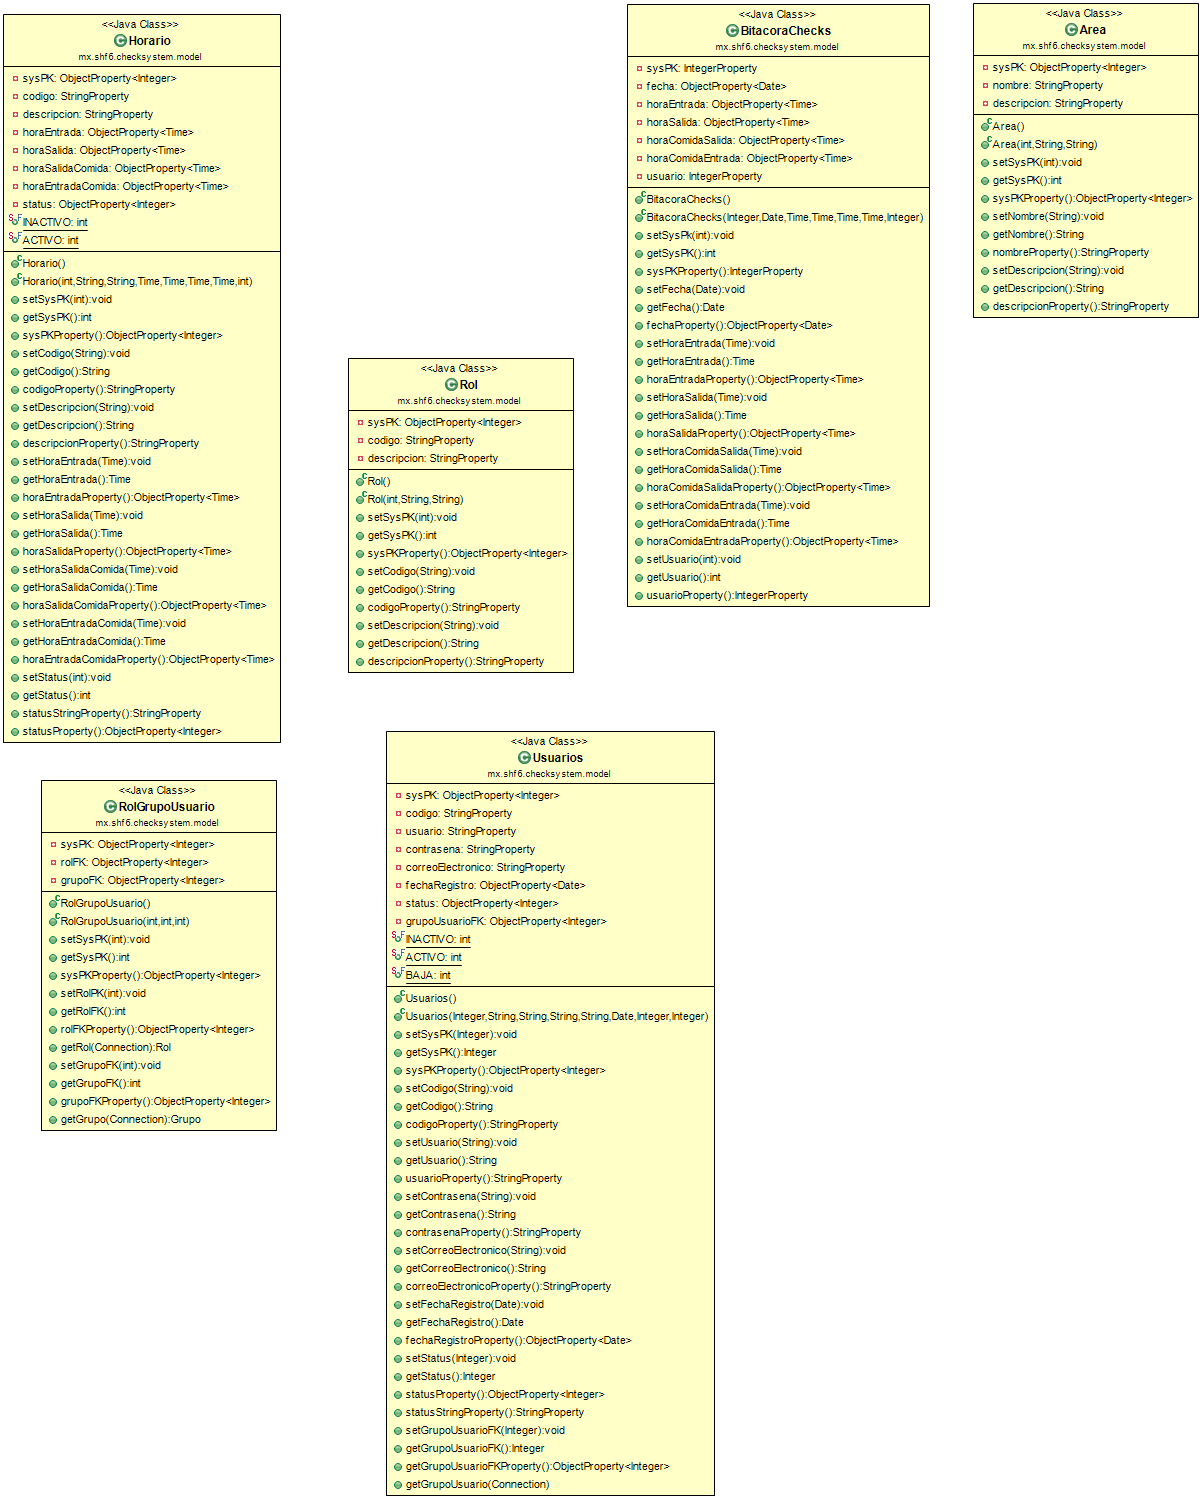 <<Java Class>>
Horario
mx.shf6.checksystem.model
sysPK: ObjectProperty<Integer>
codigo: StringProperty
descripcion: StringProperty
horaEntrada: ObjectProperty<Time>
horaSalida: ObjectProperty<Time>
horaSalidaComida: ObjectProperty<Time>
horaEntradaComida: ObjectProperty<Time>
status: ObjectProperty<Integer>
INACTIVO: int
ACTIVO: int
Horario()
Horario(int,String,String,Time,Time,Time,Time,int)
setSysPK(int):void
getSysPK():int
sysPKProperty():ObjectProperty<Integer>
setCodigo(String):void
getCodigo():String
codigoProperty():StringProperty
setDescripcion(String):void
getDescripcion():String
descripcionProperty():StringProperty
setHoraEntrada(Time):void
getHoraEntrada():Time
horaEntradaProperty():ObjectProperty<Time>
setHoraSalida(Time):void
getHoraSalida():Time
horaSalidaProperty():ObjectProperty<Time>
setHoraSalidaComida(Time):void
getHoraSalidaComida():Time
horaSalidaComidaProperty():ObjectProperty<Time>
setHoraEntradaComida(Time):void
getHoraEntradaComida():Time
horaEntradaComidaProperty():ObjectProperty<Time>
setStatus(int):void
getStatus():int
statusStringProperty():StringProperty
statusProperty():ObjectProperty<Integer>
<<Java Class>>
Rol
mx.shf6.checksystem.model
sysPK: ObjectProperty<Integer>
codigo: StringProperty
descripcion: StringProperty
Rol()
Rol(int,String,String)
setSysPK(int):void
getSysPK():int
sysPKProperty():ObjectProperty<Integer>
setCodigo(String):void
getCodigo():String
codigoProperty():StringProperty
setDescripcion(String):void
getDescripcion():String
descripcionProperty():StringProperty
<<Java Class>>
BitacoraChecks
mx.shf6.checksystem.model
sysPK: IntegerProperty
fecha: ObjectProperty<Date>
horaEntrada: ObjectProperty<Time>
horaSalida: ObjectProperty<Time>
horaComidaSalida: ObjectProperty<Time>
horaComidaEntrada: ObjectProperty<Time>
usuario: IntegerProperty
BitacoraChecks()
BitacoraChecks(Integer,Date,Time,Time,Time,Time,Integer)
setSysPk(int):void
getSysPK():int
sysPKProperty():IntegerProperty
setFecha(Date):void
getFecha():Date
fechaProperty():ObjectProperty<Date>
setHoraEntrada(Time):void
getHoraEntrada():Time
horaEntradaProperty():ObjectProperty<Time>
setHoraSalida(Time):void
getHoraSalida():Time
horaSalidaProperty():ObjectProperty<Time>
setHoraComidaSalida(Time):void
getHoraComidaSalida():Time
horaComidaSalidaProperty():ObjectProperty<Time>
setHoraComidaEntrada(Time):void
getHoraComidaEntrada():Time
horaComidaEntradaProperty():ObjectProperty<Time>
setUsuario(int):void
getUsuario():int
usuarioProperty():IntegerProperty
<<Java Class>>
Area
mx.shf6.checksystem.model
sysPK: ObjectProperty<Integer>
nombre: StringProperty
descripcion: StringProperty
Area()
Area(int,String,String)
setSysPK(int):void
getSysPK():int
sysPKProperty():ObjectProperty<Integer>
setNombre(String):void
getNombre():String
nombreProperty():StringProperty
setDescripcion(String):void
getDescripcion():String
descripcionProperty():StringProperty
<<Java Class>>
RolGrupoUsuario
mx.shf6.checksystem.model
sysPK: ObjectProperty<Integer>
rolFK: ObjectProperty<Integer>
grupoFK: ObjectProperty<Integer>
RolGrupoUsuario()
RolGrupoUsuario(int,int,int)
setSysPK(int):void
getSysPK():int
sysPKProperty():ObjectProperty<Integer>
setRolPK(int):void
getRolFK():int
rolFKProperty():ObjectProperty<Integer>
getRol(Connection):Rol
setGrupoFK(int):void
getGrupoFK():int
grupoFKProperty():ObjectProperty<Integer>
getGrupo(Connection):Grupo
<<Java Class>>
Usuarios
mx.shf6.checksystem.model
sysPK: ObjectProperty<Integer>
codigo: StringProperty
usuario: StringProperty
contrasena: StringProperty
correoElectronico: StringProperty
fechaRegistro: ObjectProperty<Date>
status: ObjectProperty<Integer>
grupoUsuarioFK: ObjectProperty<Integer>
INACTIVO: int
ACTIVO: int
BAJA: int
Usuarios()
Usuarios(Integer,String,String,String,String,Date,Integer,Integer)
setSysPK(Integer):void
getSysPK():Integer
sysPKProperty():ObjectProperty<Integer>
setCodigo(String):void
getCodigo():String
codigoProperty():StringProperty
setUsuario(String):void
getUsuario():String
usuarioProperty():StringProperty
setContrasena(String):void
getContrasena():String
contrasenaProperty():StringProperty
setCorreoElectronico(String):void
getCorreoElectronico():String
correoElectronicoProperty():StringProperty
setFechaRegistro(Date):void
getFechaRegistro():Date
fechaRegistroProperty():ObjectProperty<Date>
setStatus(Integer):void
getStatus():Integer
statusProperty():ObjectProperty<Integer>
statusStringProperty():StringProperty
setGrupoUsuarioFK(Integer):void
getGrupoUsuarioFK():Integer
getGrupoUsuarioFKProperty():ObjectProperty<Integer>
getGrupoUsuario(Connection)